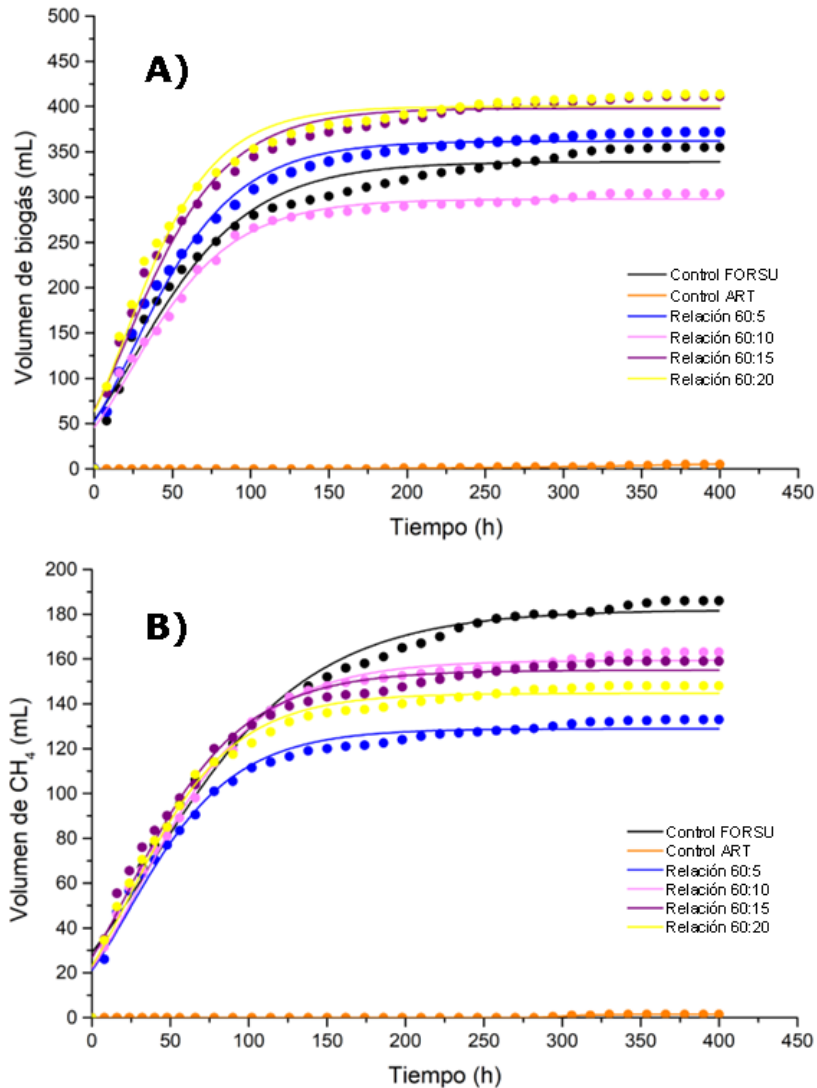 A)
Volumen de biogás (mL)
500
450
400
350
300
250
200
150
100
50
0
Control FORSU
Control ART
Relación 60:5
Relación 60:10
Relación 60:15
Relación 60:20
0 50 100 150 200 250 300 350 400 450
Tiempo (h)
B)
Volumen de CH₄ (mL)
200
180
160
140
120
100
80
60
40
20
0
Control FORSU
Control ART
Relación 60:5
Relación 60:10
Relación 60:15
Relación 60:20
0 50 100 150 200 250 300 350 400 450
Tiempo (h)